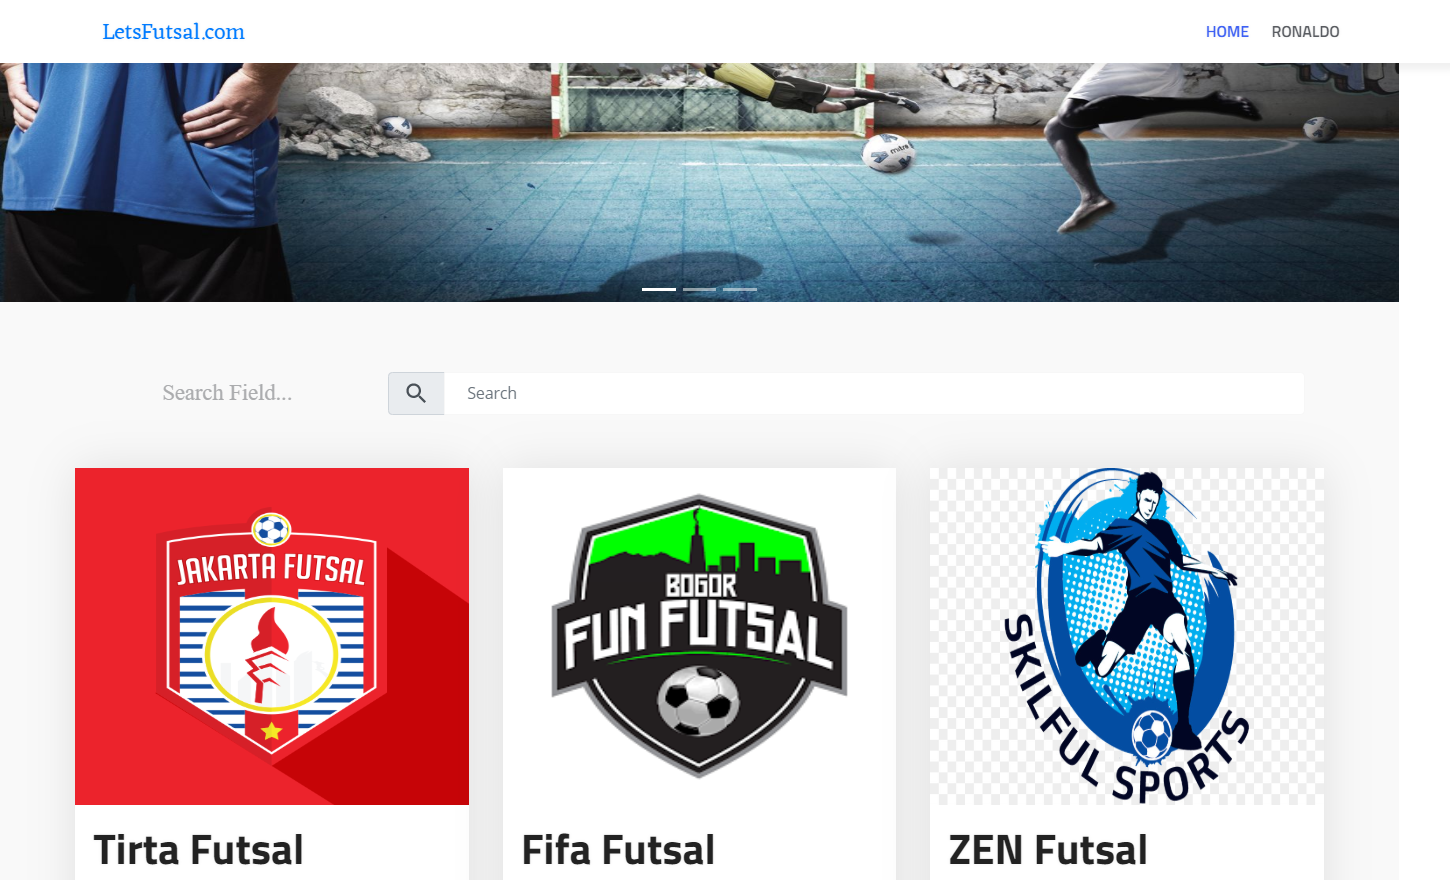 LetsFutsal.com
HOME RONALDO
mitre
Search Field...
Search
JAKARTA FUTSAL
BOGOR
FUN FUTSAL
SKILFUL SPORTS
Tirta Futsal
Fifa Futsal
ZEN Futsal